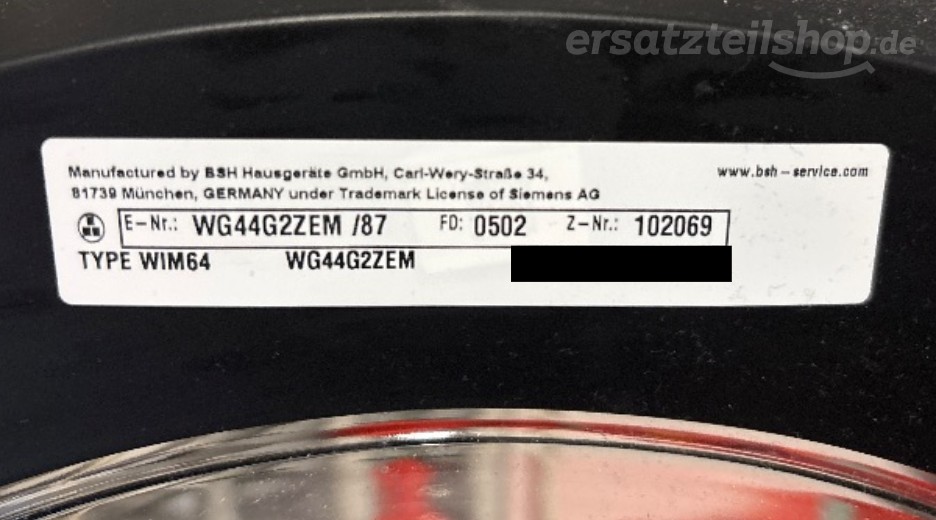 ersatzteilshop.de
Manufactured by BSH Hausgeräte GmbH, Carl-Wery-Straße 34,
81739 München, GERMANY under Trademark License of Siemens AG
www.bsh-service.com
E-Nr.: WG44G2ZEM /87 FD: 0502 Z-Nr.: 102069
TYPE WIM64 WG44G2ZEM